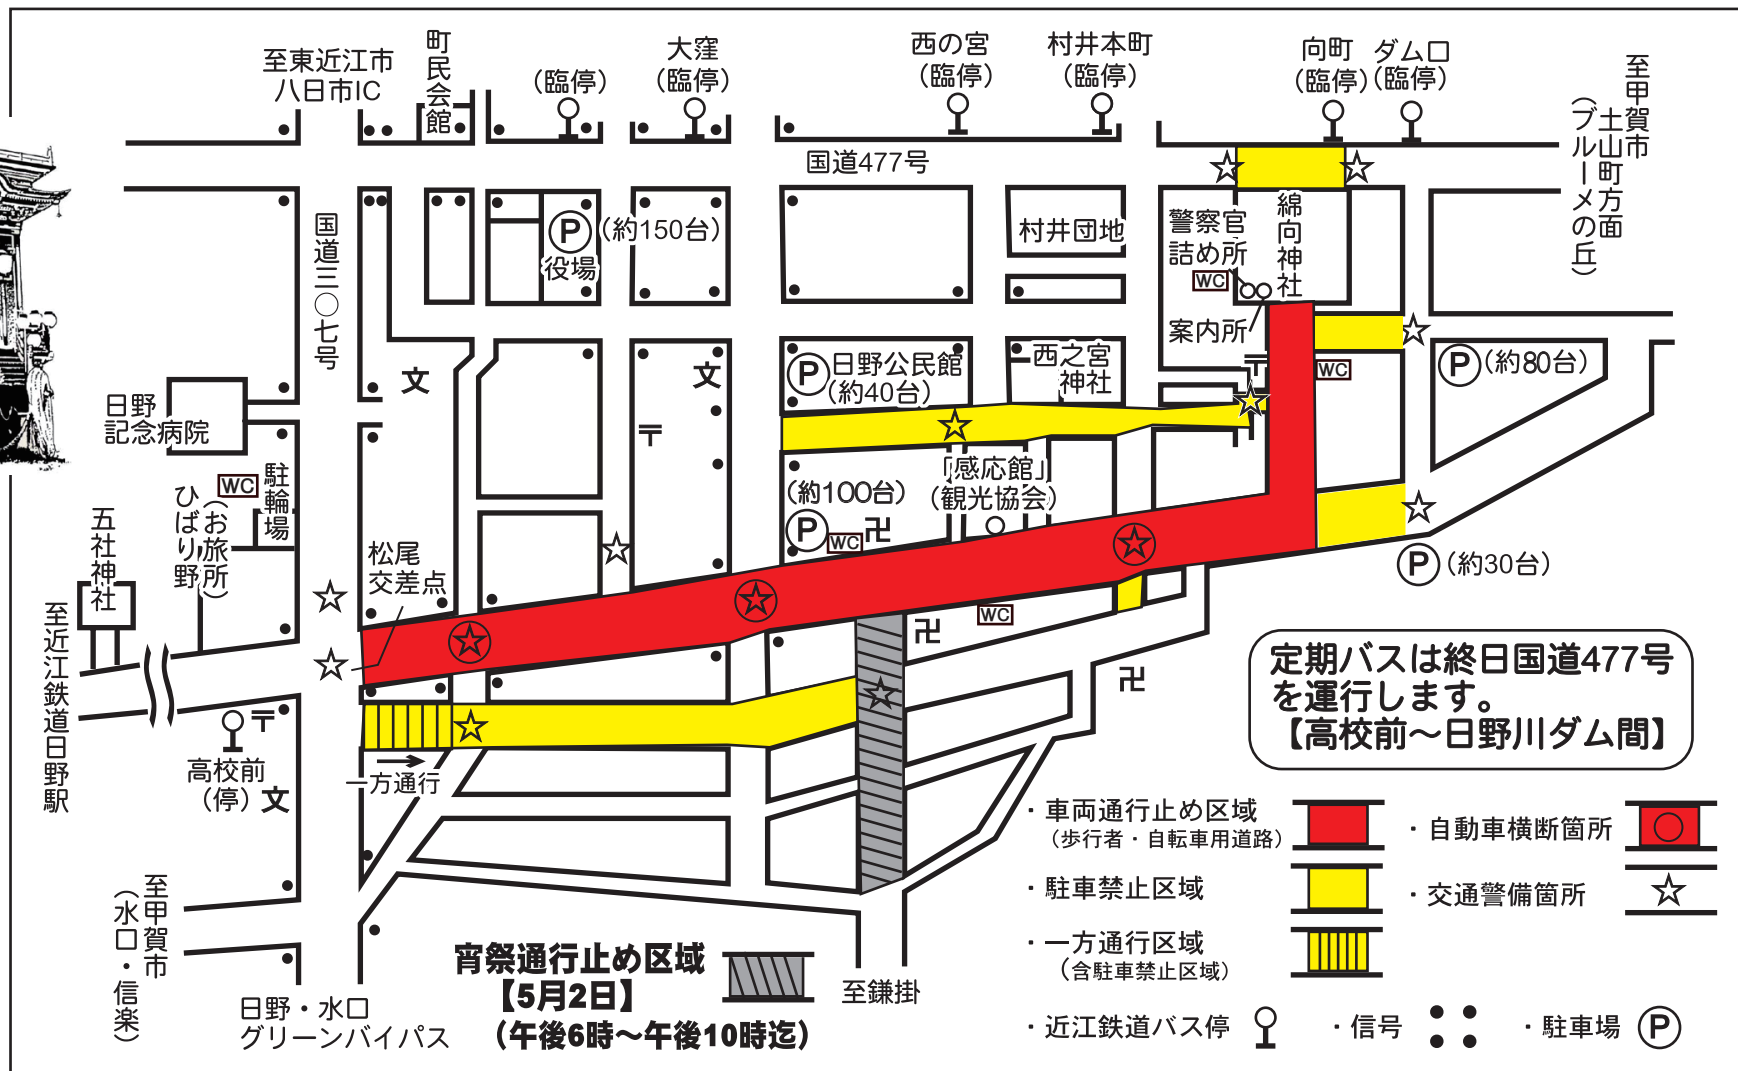 至東近江市
八日市IC
町民会館
(臨停)
大窪
(臨停)
西の宮
(臨停)
村井本町
(臨停)
向町
(臨停)
ダム口
(臨停)
至甲賀市
土山町方面
(ブルーメの丘)
国道477号
国道三〇七号
P
(約150台)
役場
村井団地
警察官
詰め所
WC
綿向神社
案内所
〒
WC
P
(約80台)
日野
記念病院
文
文
〒
P
日野公民館
(約40台)
西之宮
神社
WC
駐輪場
(お旅所)
ひばり野
五社神社
松尾
交差点
(約100台)
P
WC
卍
「感応館」
(観光協会)
P
(約30台)
WC
卍
卍
至近江鉄道日野駅
〒
高校前
(停)
文
一方通行
定期バスは終日国道477号
を運行します。
【高校前～日野川ダム間】
・車両通行止め区域
(歩行者・自転車用道路)
・自動車横断箇所
・駐車禁止区域
・交通警備箇所
・一方通行区域
(含駐車禁止区域)
・近江鉄道バス停
・信号
・駐車場
P
至甲賀市
(水口・信楽)
日野・水口
グリーンバイパス
宵祭通行止め区域
【5月2日】
(午後6時～午後10時迄)
至鎌掛